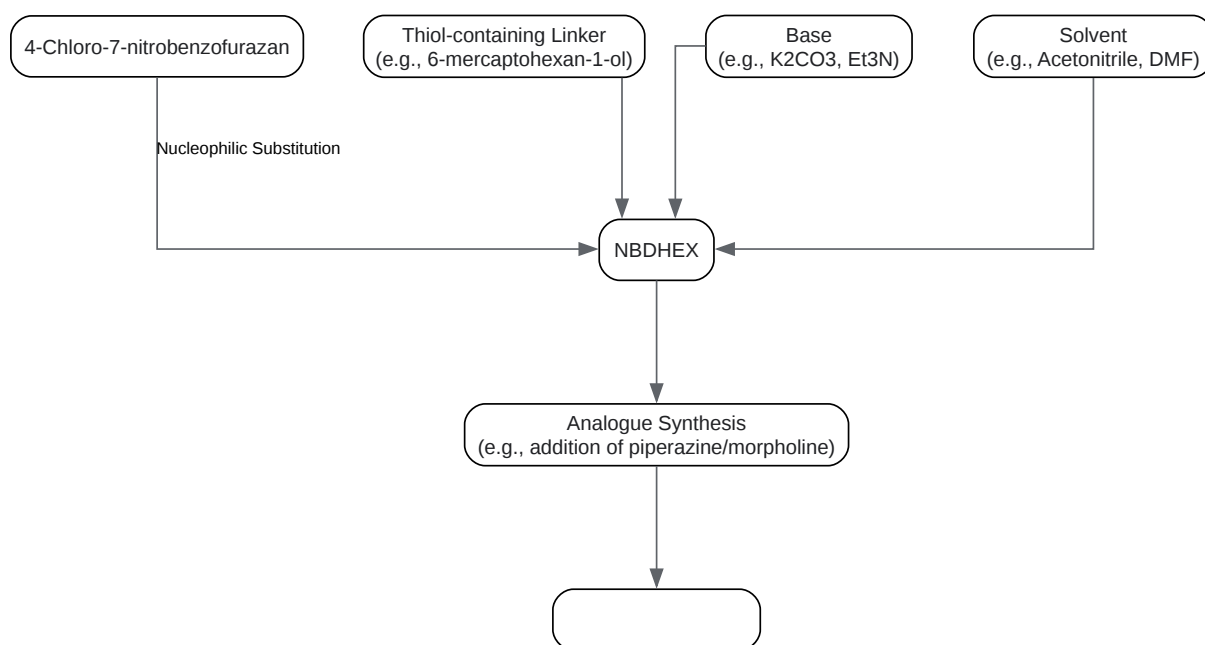 4-Chloro-7-nitrobenzofurazan
Thiol-containing Linker
(e.g., 6-mercaptohexan-1-ol)
Base
(e.g., K2CO3, Et3N)
Solvent
(e.g., Acetonitrile, DMF)
Nucleophilic Substitution
NBDHEX
Analogue Synthesis
(e.g., addition of piperazine/morpholine)